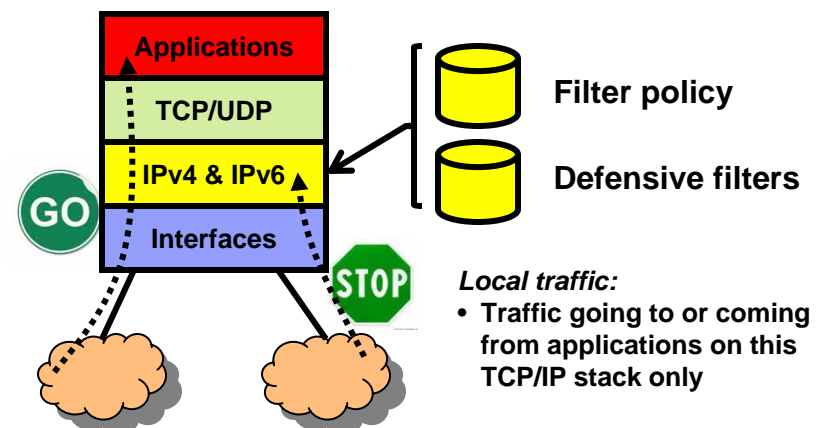 Applications
TCP/UDP
IPv4 & IPv6
Interfaces
GO
STOP
Filter policy
Defensive filters
Local traffic:
• Traffic going to or coming
from applications on this
TCP/IP stack only